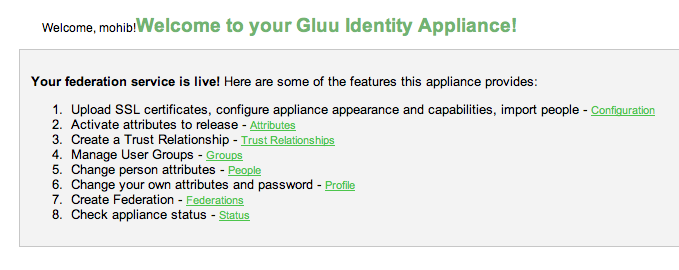 Welcome, mohib!Welcome to your Gluu Identity Appliance!
Your federation service is live! Here are some of the features this appliance provides:
1. Upload SSL certificates, configure appliance appearance and capabilities, import people - Configuration
2. Activate attributes to release - Attributes
3. Create a Trust Relationship - Trust Relationships
4. Manage User Groups - Groups
5. Change person attributes - People
6. Change your own attributes and password - Profile
7. Create Federation - Federations
8. Check appliance status - Status